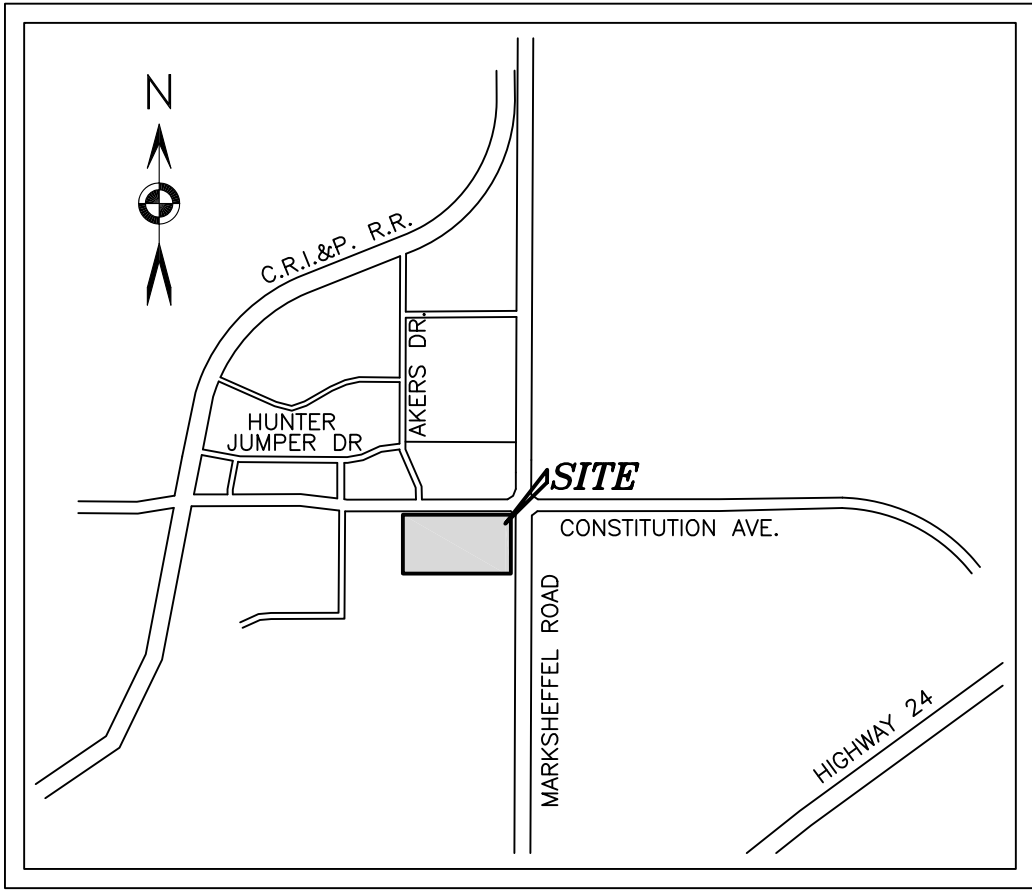 N
C.R.I.&P. R.R.
AKERS DR.
HUNTER
JUMPER DR
SITE
CONSTITUTION AVE.
MARKSHEFFEL ROAD
HIGHWAY 24